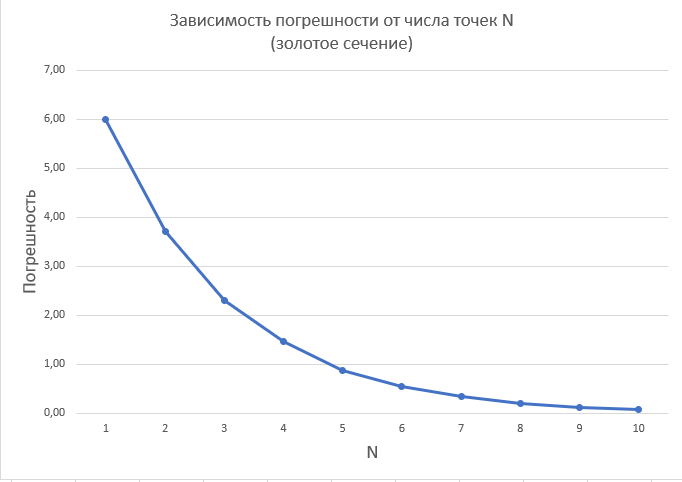 Зависимость погрешности от числа точек N
(золотое сечение)
7,00
6,00
5,00
4,00
3,00
2,00
1,00
0,00
Погрешность
1 2 3 4 5 6 7 8 9 10
N